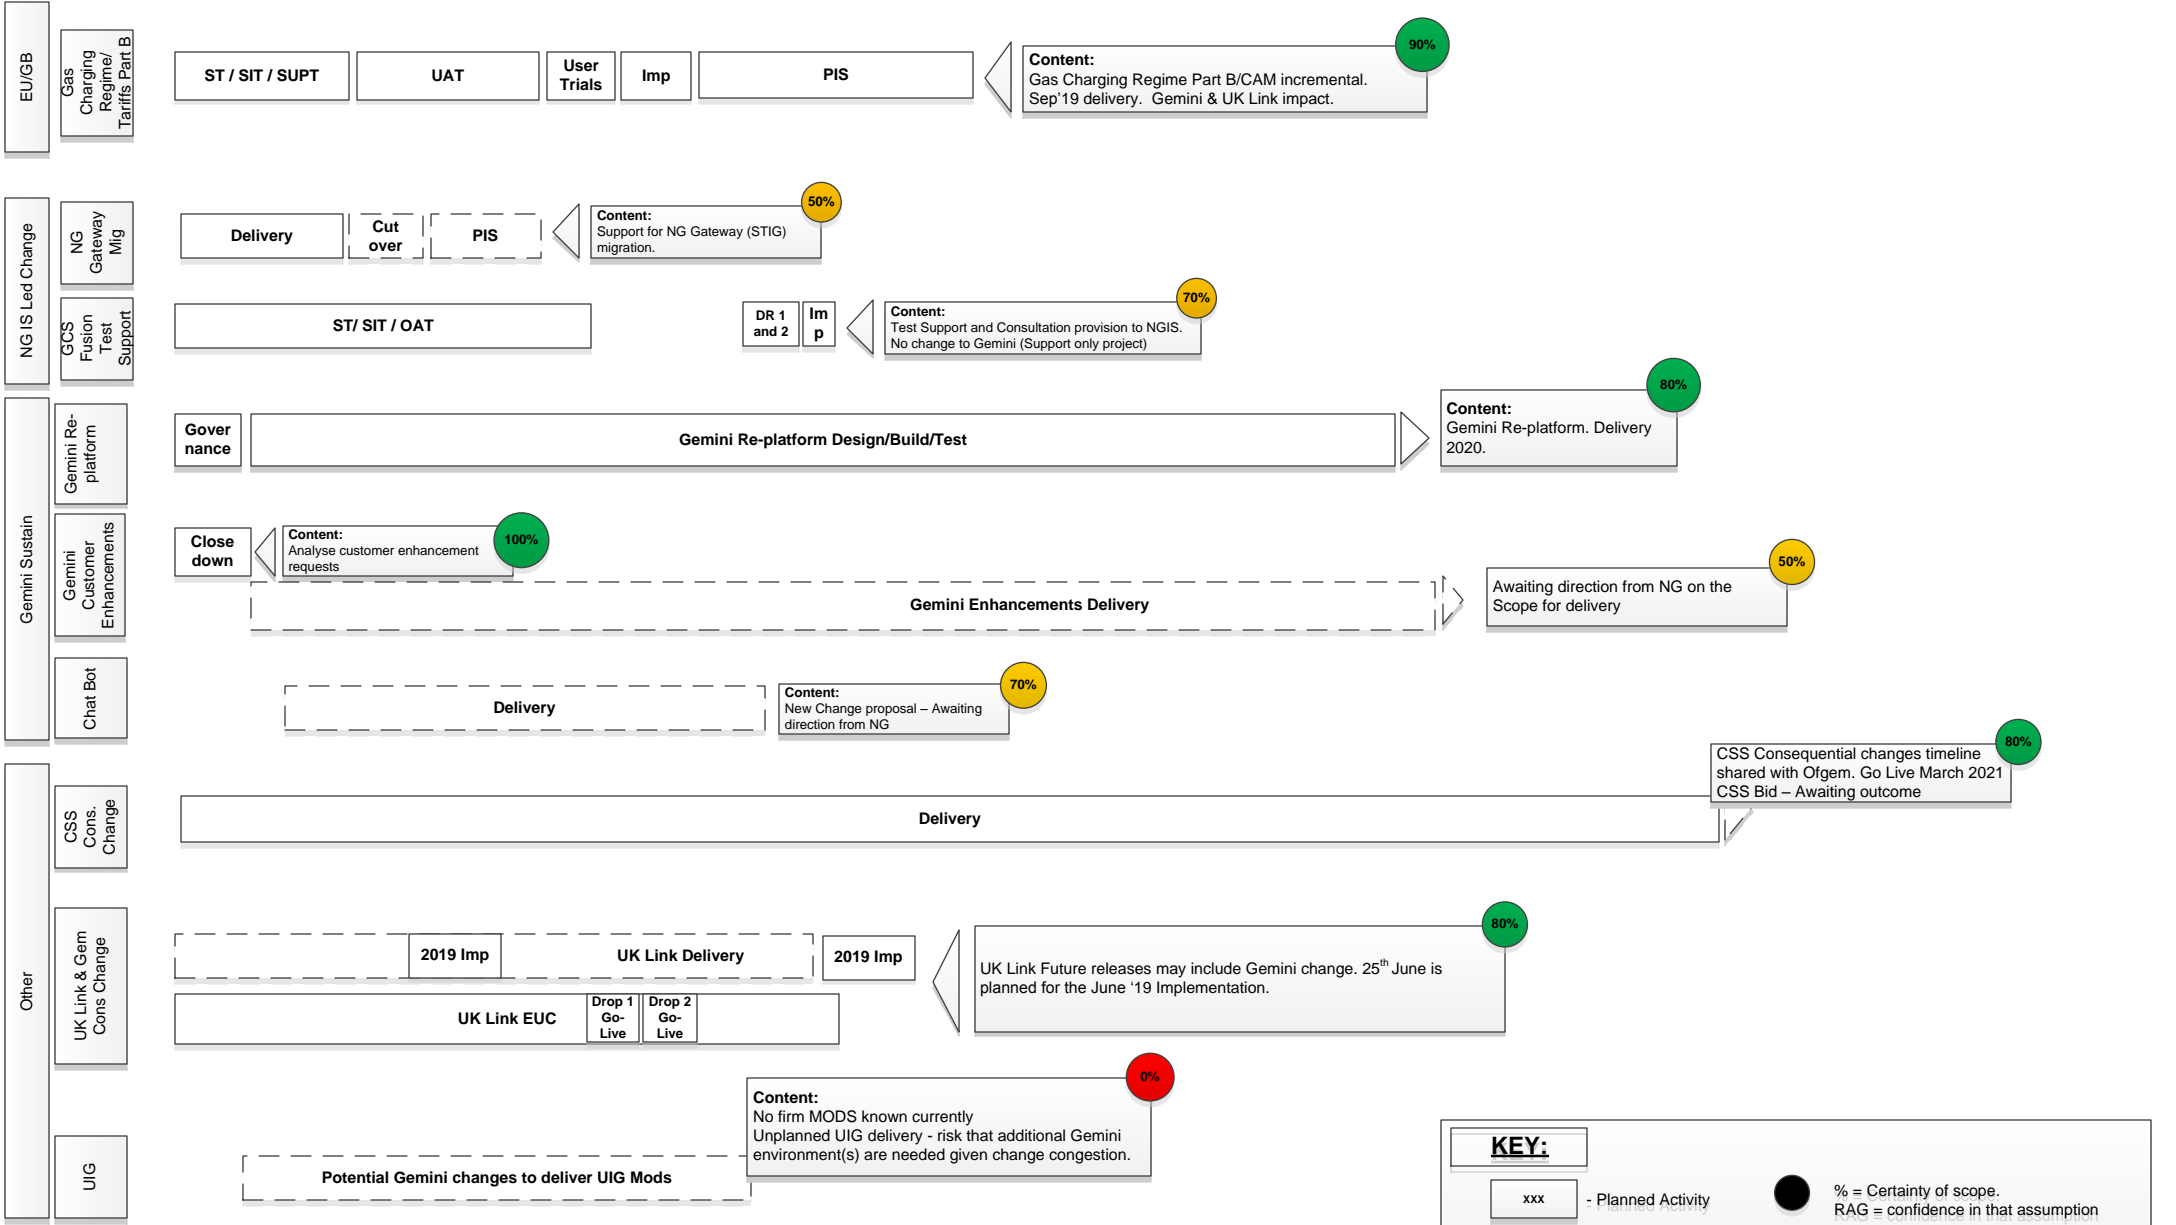 EU/GB
Gas
Charging
Regime/
Tariffs Part B
ST / SIT / SUPT
UAT
User
Trials
Imp
PIS
Content:
Gas Charging Regime Part B/CAM incremental.
Sep'19 delivery.  Gemini & UK Link impact.
90%
NG IS Led Change
NG
Gateway
Mig
Delivery
Cut
over
PIS
Content:
Support for NG Gateway (STIG)
migration.
50%
GCS
Fusion
Test
Support
ST/ SIT / OAT
DR 1
and 2
Im
p
Content:
Test Support and Consultation provision to NGIS.
No change to Gemini (Support only project)
70%
Gemini Sustain
Gemini Re-
platform
Gover
nance
Gemini Re-platform Design/Build/Test
Content:
Gemini Re-platform. Delivery
2020.
80%
Gemini
Customer
Enhancements
Close
down
Content:
Analyse customer enhancement
requests
100%
Gemini Enhancements Delivery
Awaiting direction from NG on the
Scope for delivery
50%
Chat Bot
Delivery
Content:
New Change proposal – Awaiting
direction from NG
70%
Other
CSS
Cons.
Change
Delivery
CSS Consequential changes timeline
shared with Ofgem. Go Live March 2021
CSS Bid – Awaiting outcome
80%
UK Link & Gem
Cons Change
2019 Imp
UK Link Delivery
2019 Imp
UK Link EUC
Drop 1
Go-
Live
Drop 2
Go-
Live
UK Link Future releases may include Gemini change. 25th June is
planned for the June ‘19 Implementation.
80%
UIG
Potential Gemini changes to deliver UIG Mods
Content:
No firm MODS known currently
Unplanned UIG delivery - risk that additional Gemini
environment(s) are needed given change congestion.
0%
KEY:
xxx
- Planned Activity
% = Certainty of scope.
RAG = confidence in that assumption